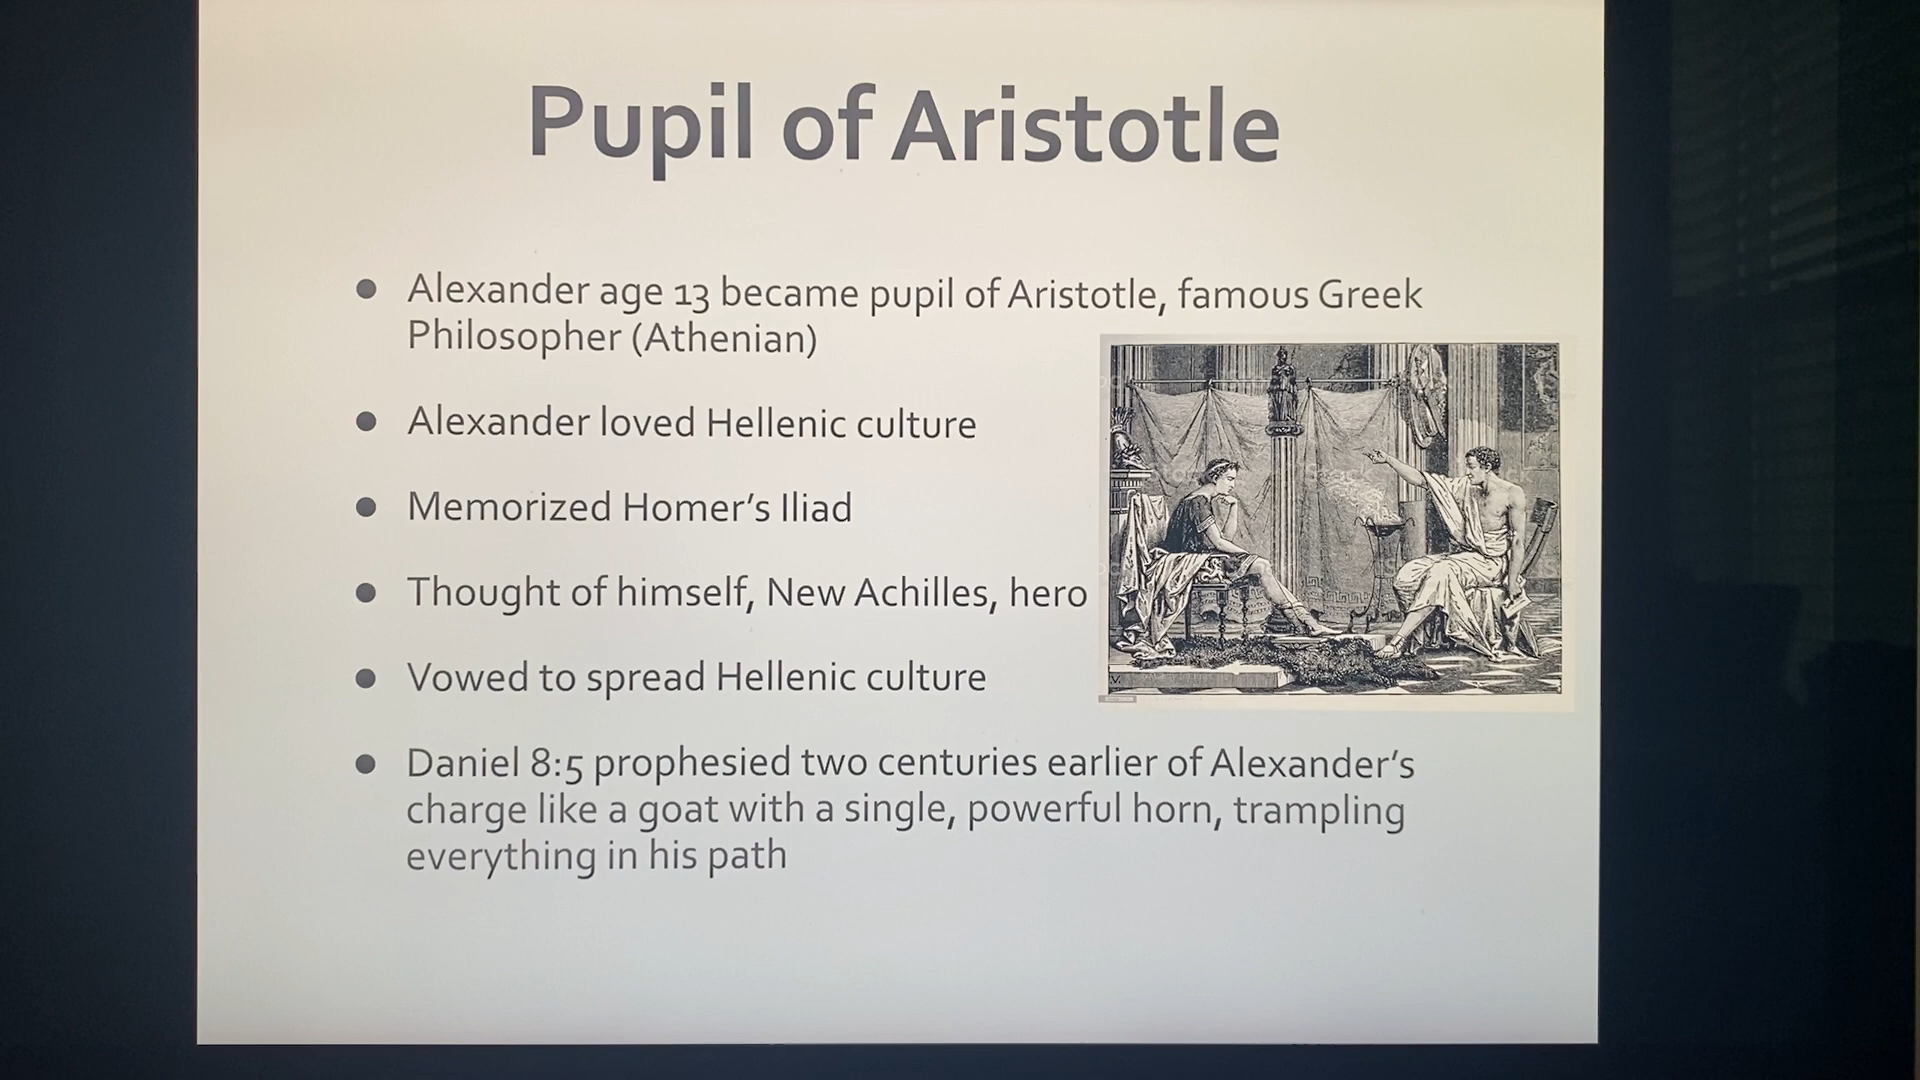 Pupil of Aristotle
● Alexander age 13 became pupil of Aristotle, famous Greek
Philosopher (Athenian)
● Alexander loved Hellenic culture
● Memorized Homer’s Iliad
● Thought of himself, New Achilles, hero
● Vowed to spread Hellenic culture
● Daniel 8:5 prophesied two centuries earlier of Alexander’s
charge like a goat with a single, powerful horn, trampling
everything in his path